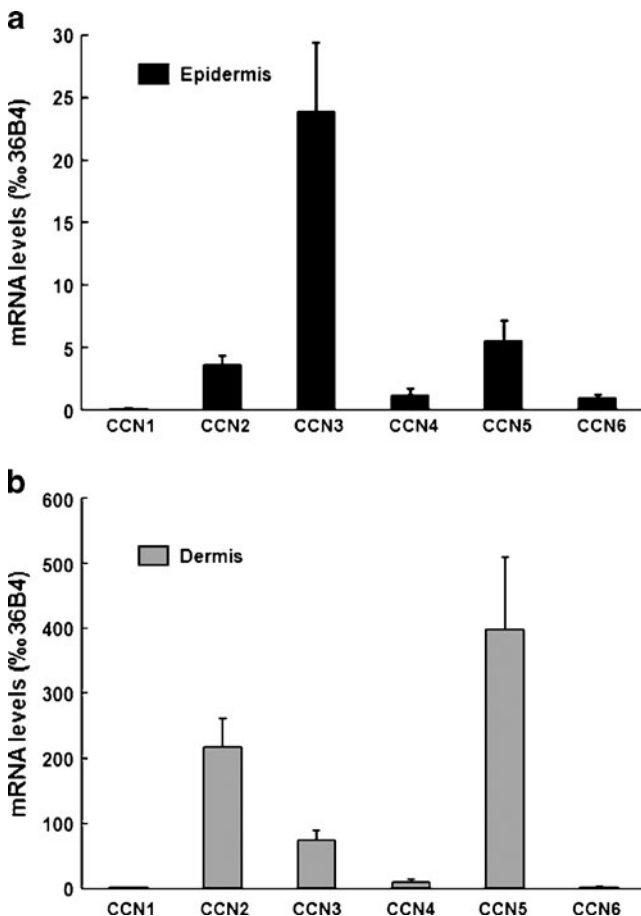 a
mRNA levels (‰ 36B4)
30
25
20
15
10
5
0
Epidermis
CCN1 CCN2 CCN3 CCN4 CCN5 CCN6
b
mRNA levels (‰ 36B4)
600
500
400
300
200
100
0
Dermis
CCN1 CCN2 CCN3 CCN4 CCN5 CCN6